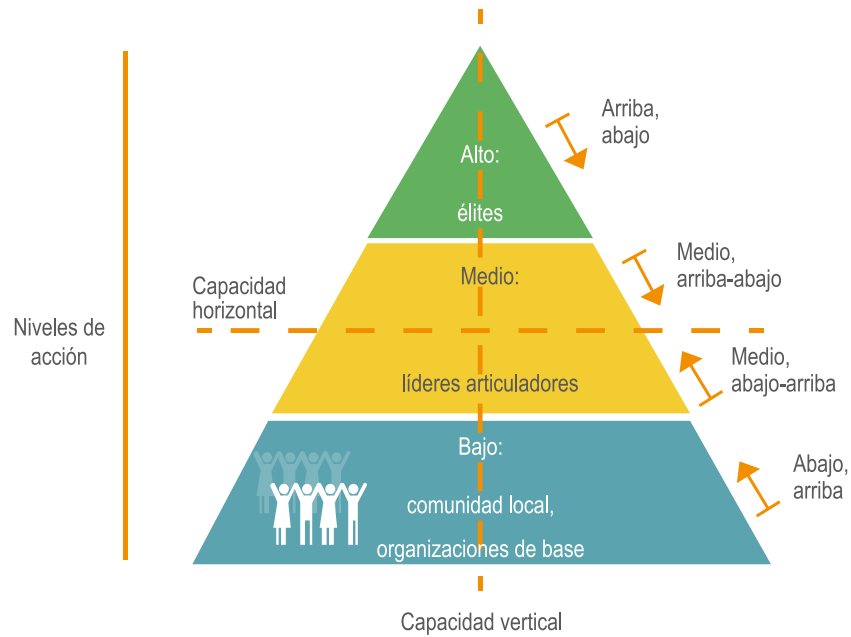 Arriba,
abajo
Alto:
élites
Medio,
arriba-abajo
Medio:
Capacidad
horizontal
Niveles de
acción
Medio,
abajo-arriba
líderes articuladores
Bajo:
Abajo,
arriba
comunidad local,
organizaciones de base
Capacidad vertical